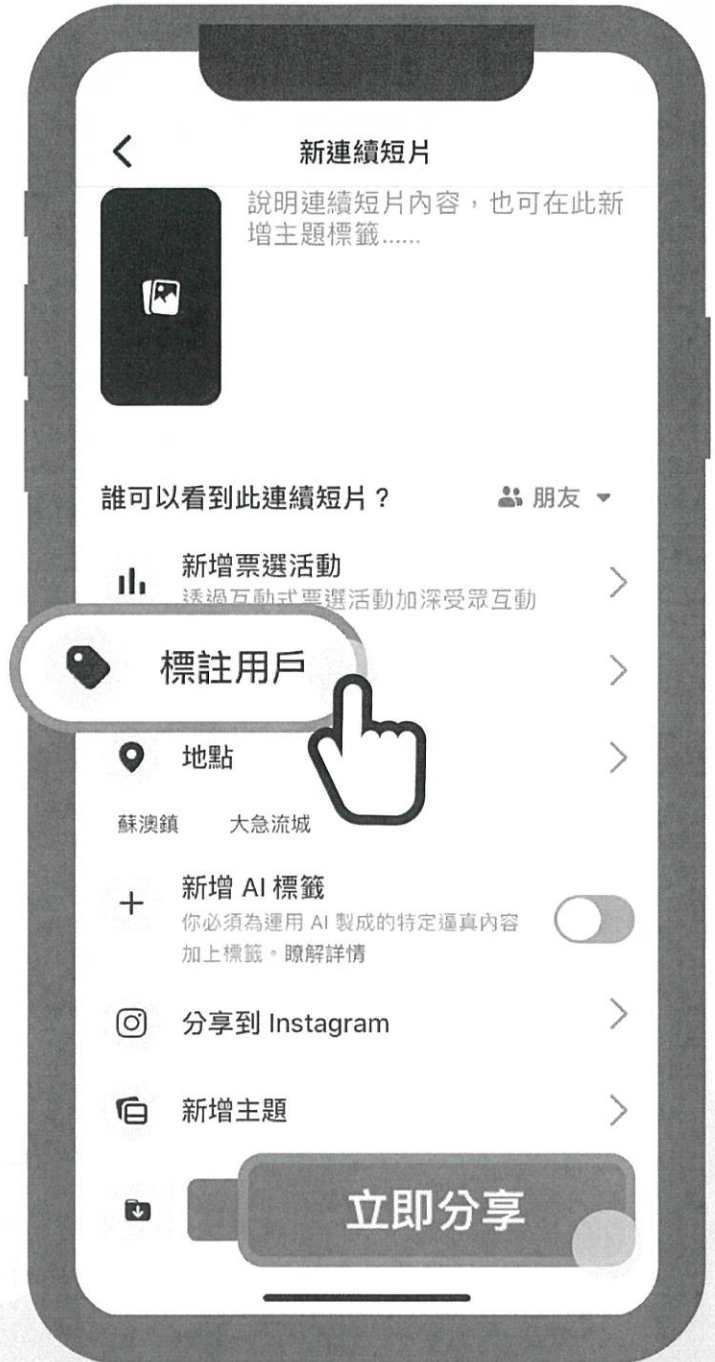 新連續短片
說明連續短片內容，也可在此新
增主題標籤......
誰可以看到此連續短片？
朋友
新增票選活動
透過互動式票選活動加深受眾互動
標註用戶
地點
蘇澳鎮 大急流城
新增 AI 標籤
你必須為運用 AI 製成的特定逼真內容
加上標籤。瞭解詳情
分享到 Instagram
新增主題
立即分享